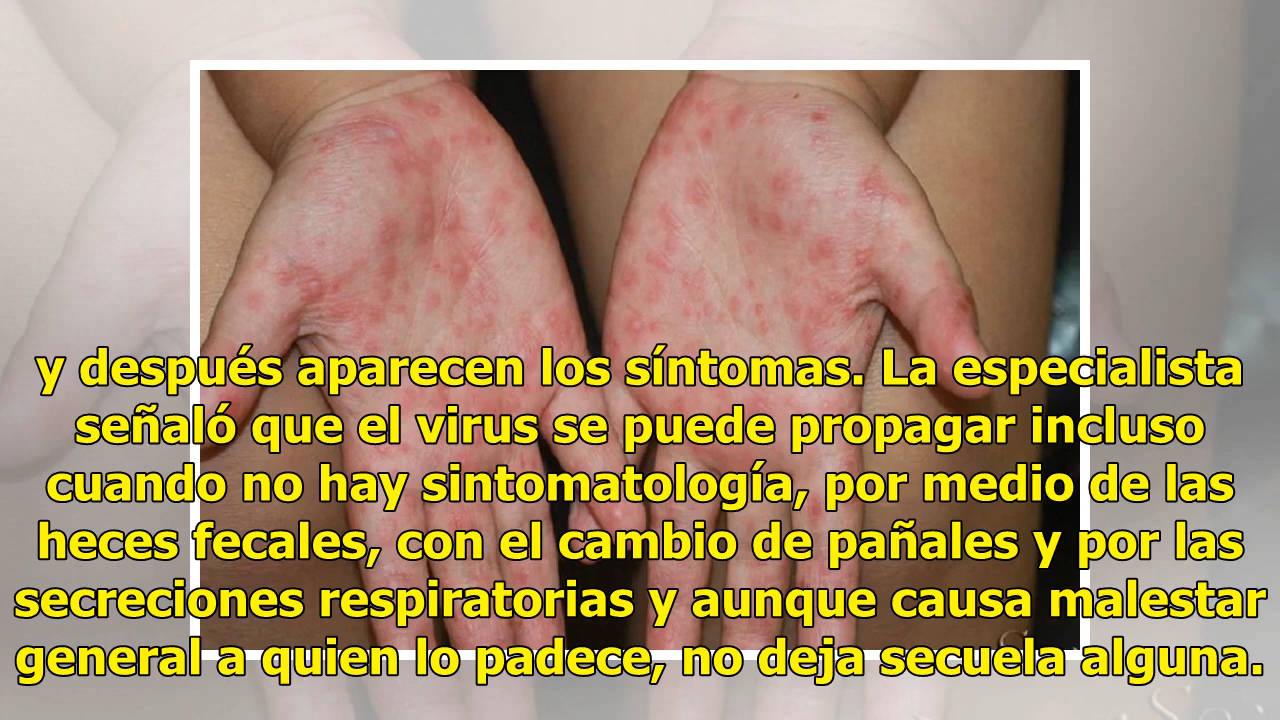 y después aparecen los síntomas. La especialista
señaló que el virus se puede propagar incluso
cuando no hay sintomatología, por medio de las
heces fecales, con el cambio de pañales y por las
secreciones respiratorias y aunque causa malestar
general a quien lo padece, no deja secuela alguna.